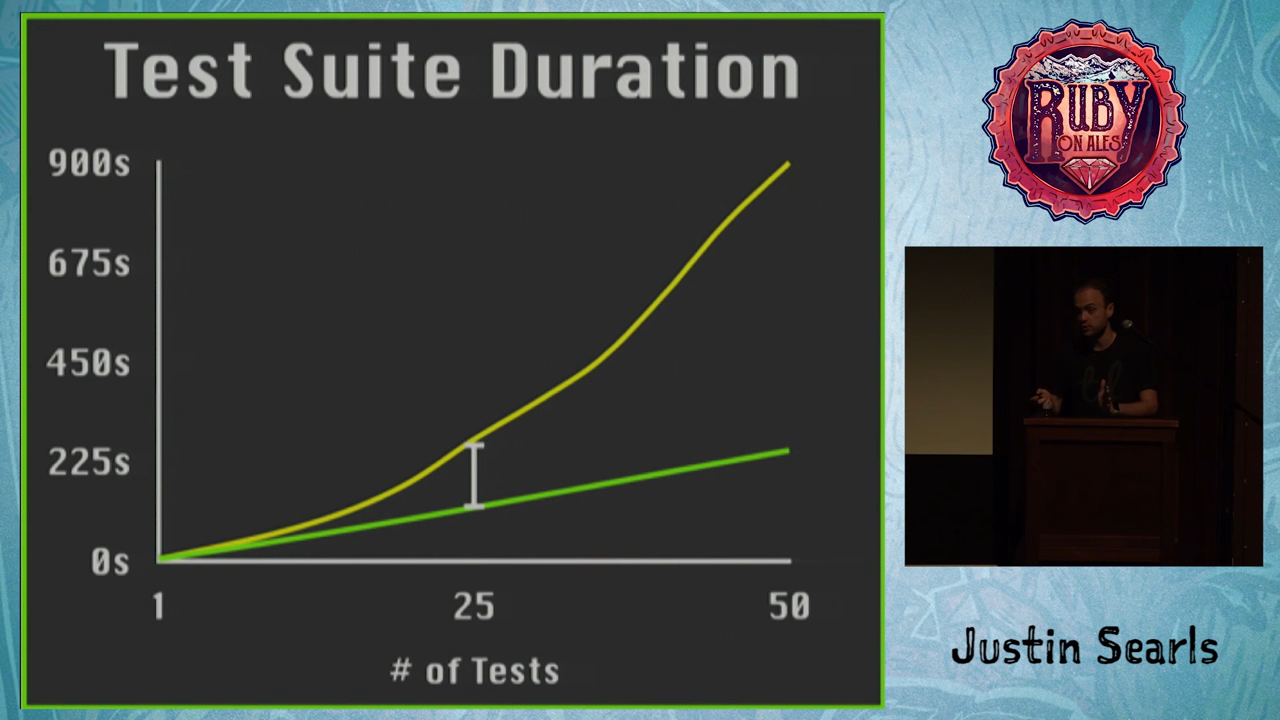 Test Suite Duration
900s
675s
450s
225s
0s
1 25 50
# of Tests
RUBY
ON ALES
Justin Searls